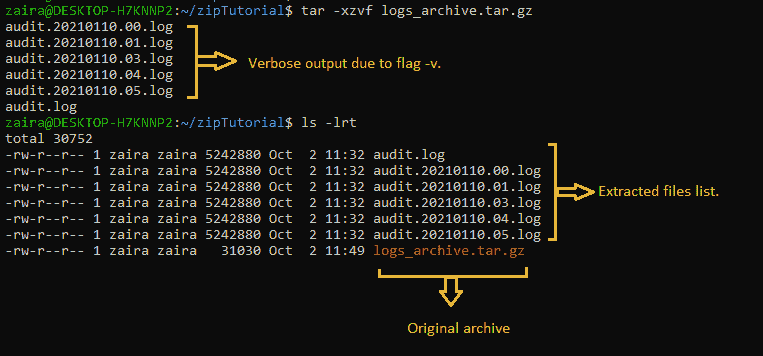 zaira@DESKTOP-H7KNNP2:~/zipTutorial$ tar -xzvf logs_archive.tar.gz
audit.20210110.00.log
audit.20210110.01.log
audit.20210110.03.log
audit.20210110.04.log
audit.20210110.05.log
audit.log
Verbose output due to flag -v.
zaira@DESKTOP-H7KNNP2:~/zipTutorial$ ls -lrt
total 30752
-rw-r--r-- 1 zaira zaira 5242880 Oct  2 11:32 audit.log
-rw-r--r-- 1 zaira zaira 5242880 Oct  2 11:32 audit.20210110.00.log
-rw-r--r-- 1 zaira zaira 5242880 Oct  2 11:32 audit.20210110.01.log
-rw-r--r-- 1 zaira zaira 5242880 Oct  2 11:32 audit.20210110.03.log
-rw-r--r-- 1 zaira zaira 5242880 Oct  2 11:32 audit.20210110.04.log
-rw-r--r-- 1 zaira zaira 5242880 Oct  2 11:32 audit.20210110.05.log
-rw-r--r-- 1 zaira zaira   31030 Oct  2 11:49 logs_archive.tar.gz
Extracted files list.
Original archive